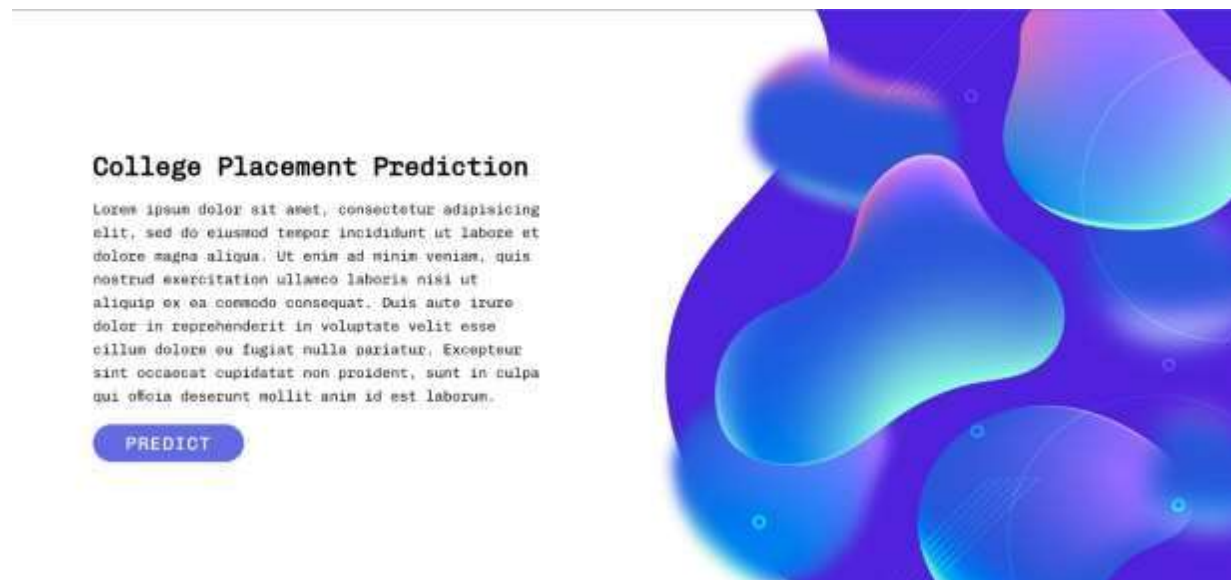 College Placement Prediction
Lorem ipsum dolor sit amet, consectetur adipisicing
elit, sed do eiusmod tempor incididunt ut labore et
dolore magna aliqua. Ut enim ad minim veniam, quis
nostrud exercitation ullamco laboris nisi ut
aliquip ex ea commodo consequat. Duis aute irure
dolor in reprehenderit in voluptate velit esse
cillum dolore eu fugiat nulla pariatur. Excepteur
sint occaecat cupidatat non proident, sunt in culpa
qui officia deserunt mollit anim id est laborum.
PREDICT